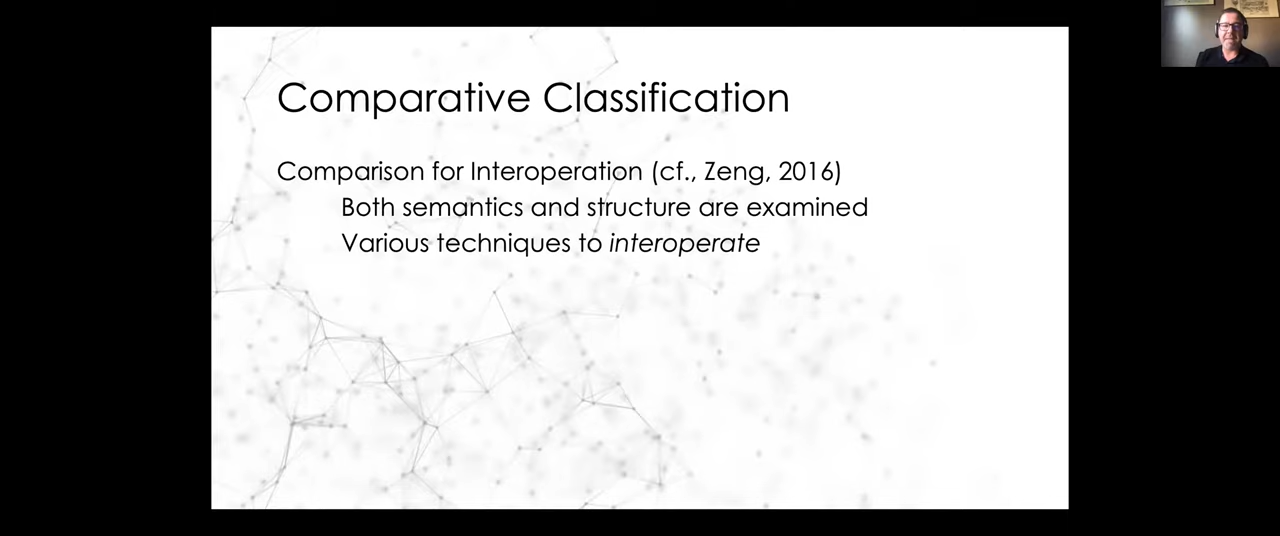 Comparative Classification
Comparison for Interoperation (cf., Zeng, 2016)
Both semantics and structure are examined
Various techniques to interoperate